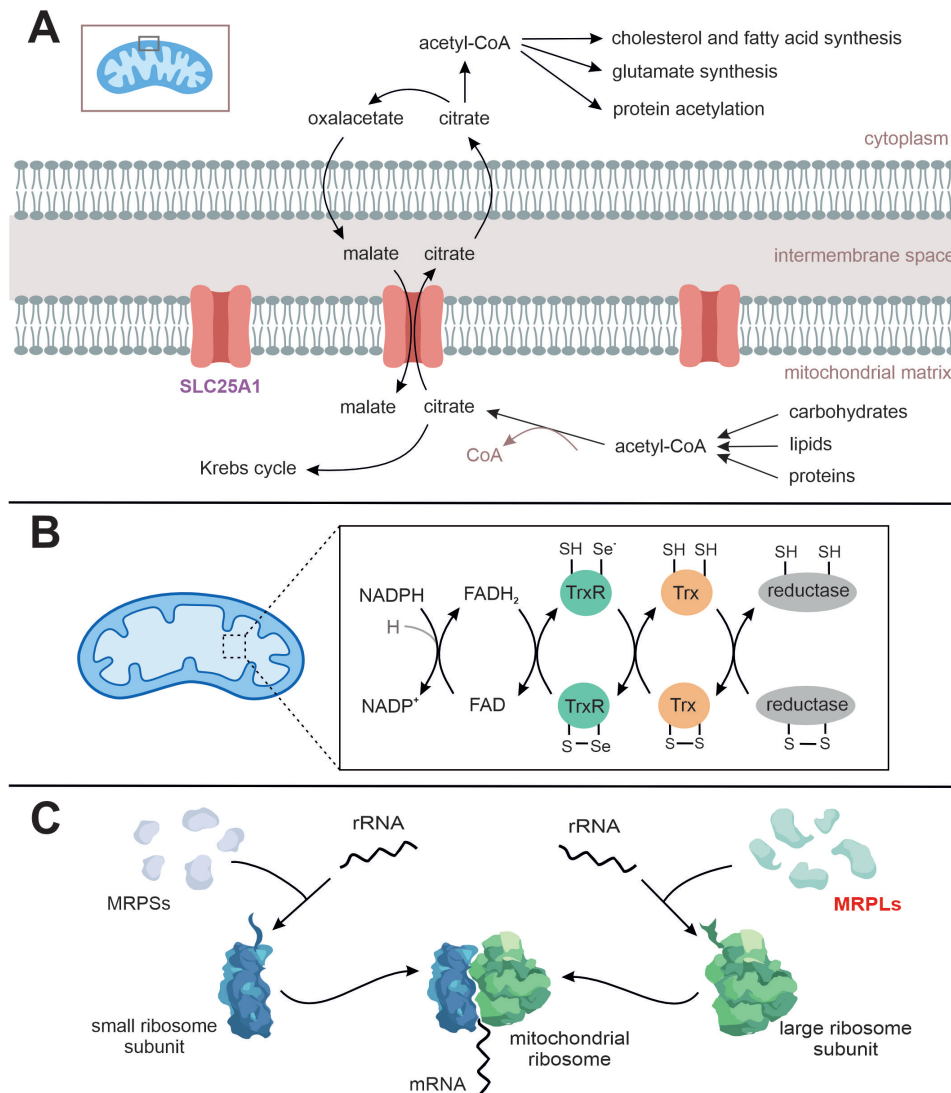 A
acetyl-CoA
cholesterol and fatty acid synthesis
glutamate synthesis
protein acetylation
oxalacetate
citrate
cytoplasm
malate
citrate
intermembrane space
SLC25A1
mitochondrial matrix
malate
citrate
carbohydrates
CoA
acetyl-CoA
lipids
Krebs cycle
proteins
B
SH Se⁻
SH SH
SH SH
NADPH
FADH₂
TrxR
Trx
reductase
H
NADP⁺
FAD
TrxR
Trx
reductase
S Se
S S
S S
C
rRNA
rRNA
MRPSs
MRPLs
small ribosome
subunit
mitochondrial
ribosome
large ribosome
subunit
mRNA